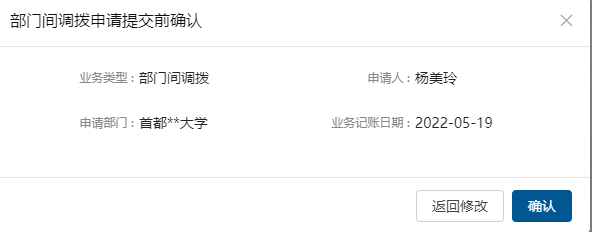 部门间调拨申请提交前确认
业务类型：部门间调拨 申请人：杨美玲
申请部门：首都**大学 业务记账日期：2022-05-19
返回修改 确认